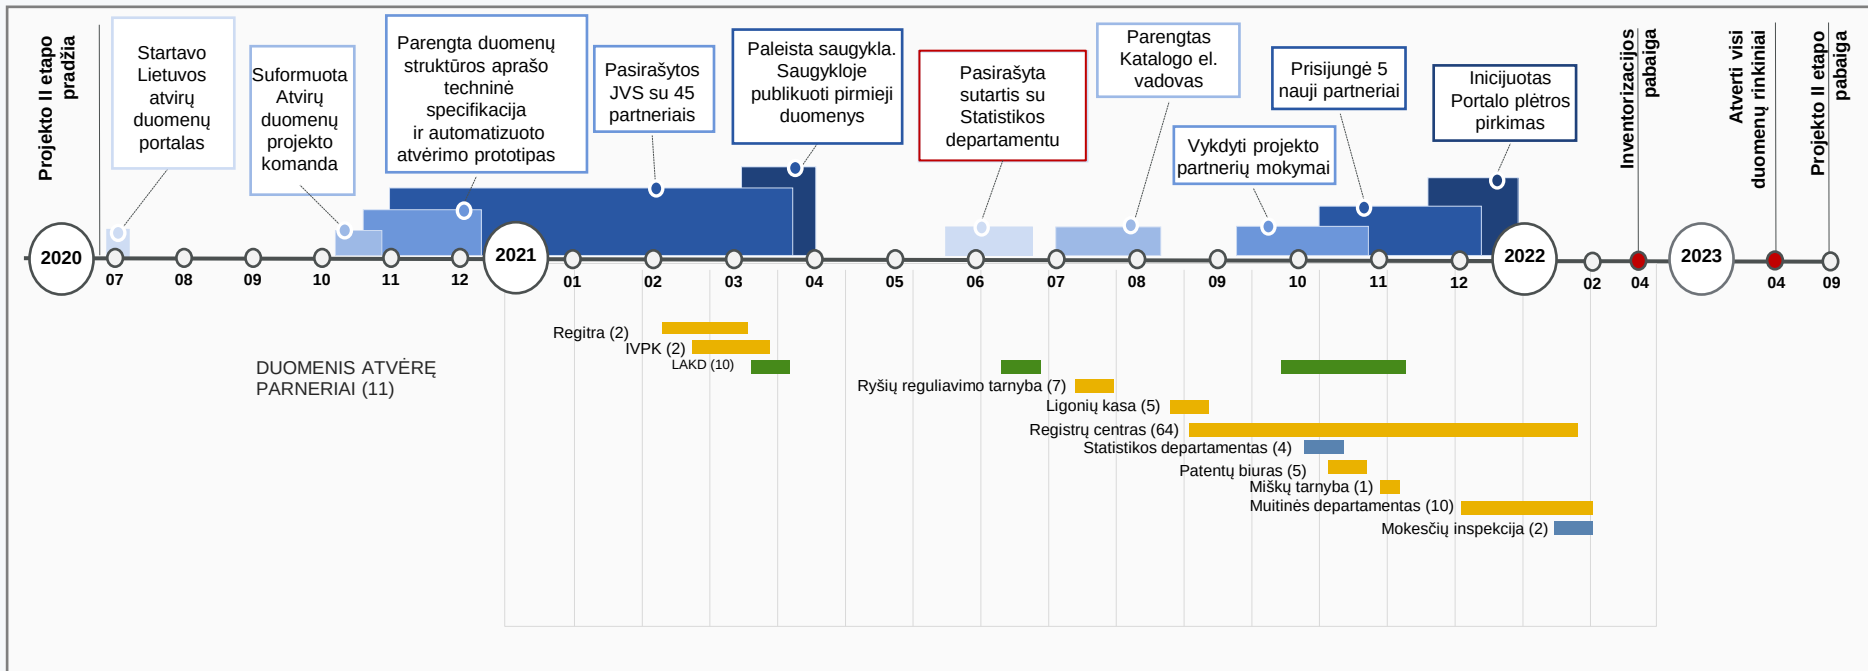 Projekto II etapo
pradžia
Startavo
Lietuvos
atvirų
duomenų
portalas
Suformuota
Atvirų
duomenų
projekto
komanda
Parengta duomenų
struktūros aprašo
techninė
specifikacija
ir automatizuoto
atvėrimo prototipas
Pasirašytos
JVS su 45
partneriais
Paleista saugykla.
Saugykloje
publikuoti pirmieji
duomenys
Pasirašyta
sutartis su
Statistikos
departamentu
Parengtas
Katalogo el.
vadovas
Vykdyti projekto
partnerių mokymai
Prisijungė 5
nauji partneriai
Inicijuotas
Portalo plėtros
pirkimas
Inventorizacijos
pabaiga
Atverti visi
duomenų rinkiniai
Projekto II etapo
pabaiga
2020
07
08
09
10
11
12
2021
01
02
03
04
05
06
07
08
09
10
11
12
2022
02
04
2023
04
09
DUOMENIS ATVĖRĘ
PARNERIAI (11)
Regitra (2)
IVPK (2)
LAKD (10)
Ryšių reguliavimo tarnyba (7)
Ligonių kasa (5)
Registrų centras (64)
Statistikos departamentas (4)
Patentų biuras (5)
Miškų tarnyba (1)
Muitinės departamentas (10)
Mokesčių inspekcija (2)